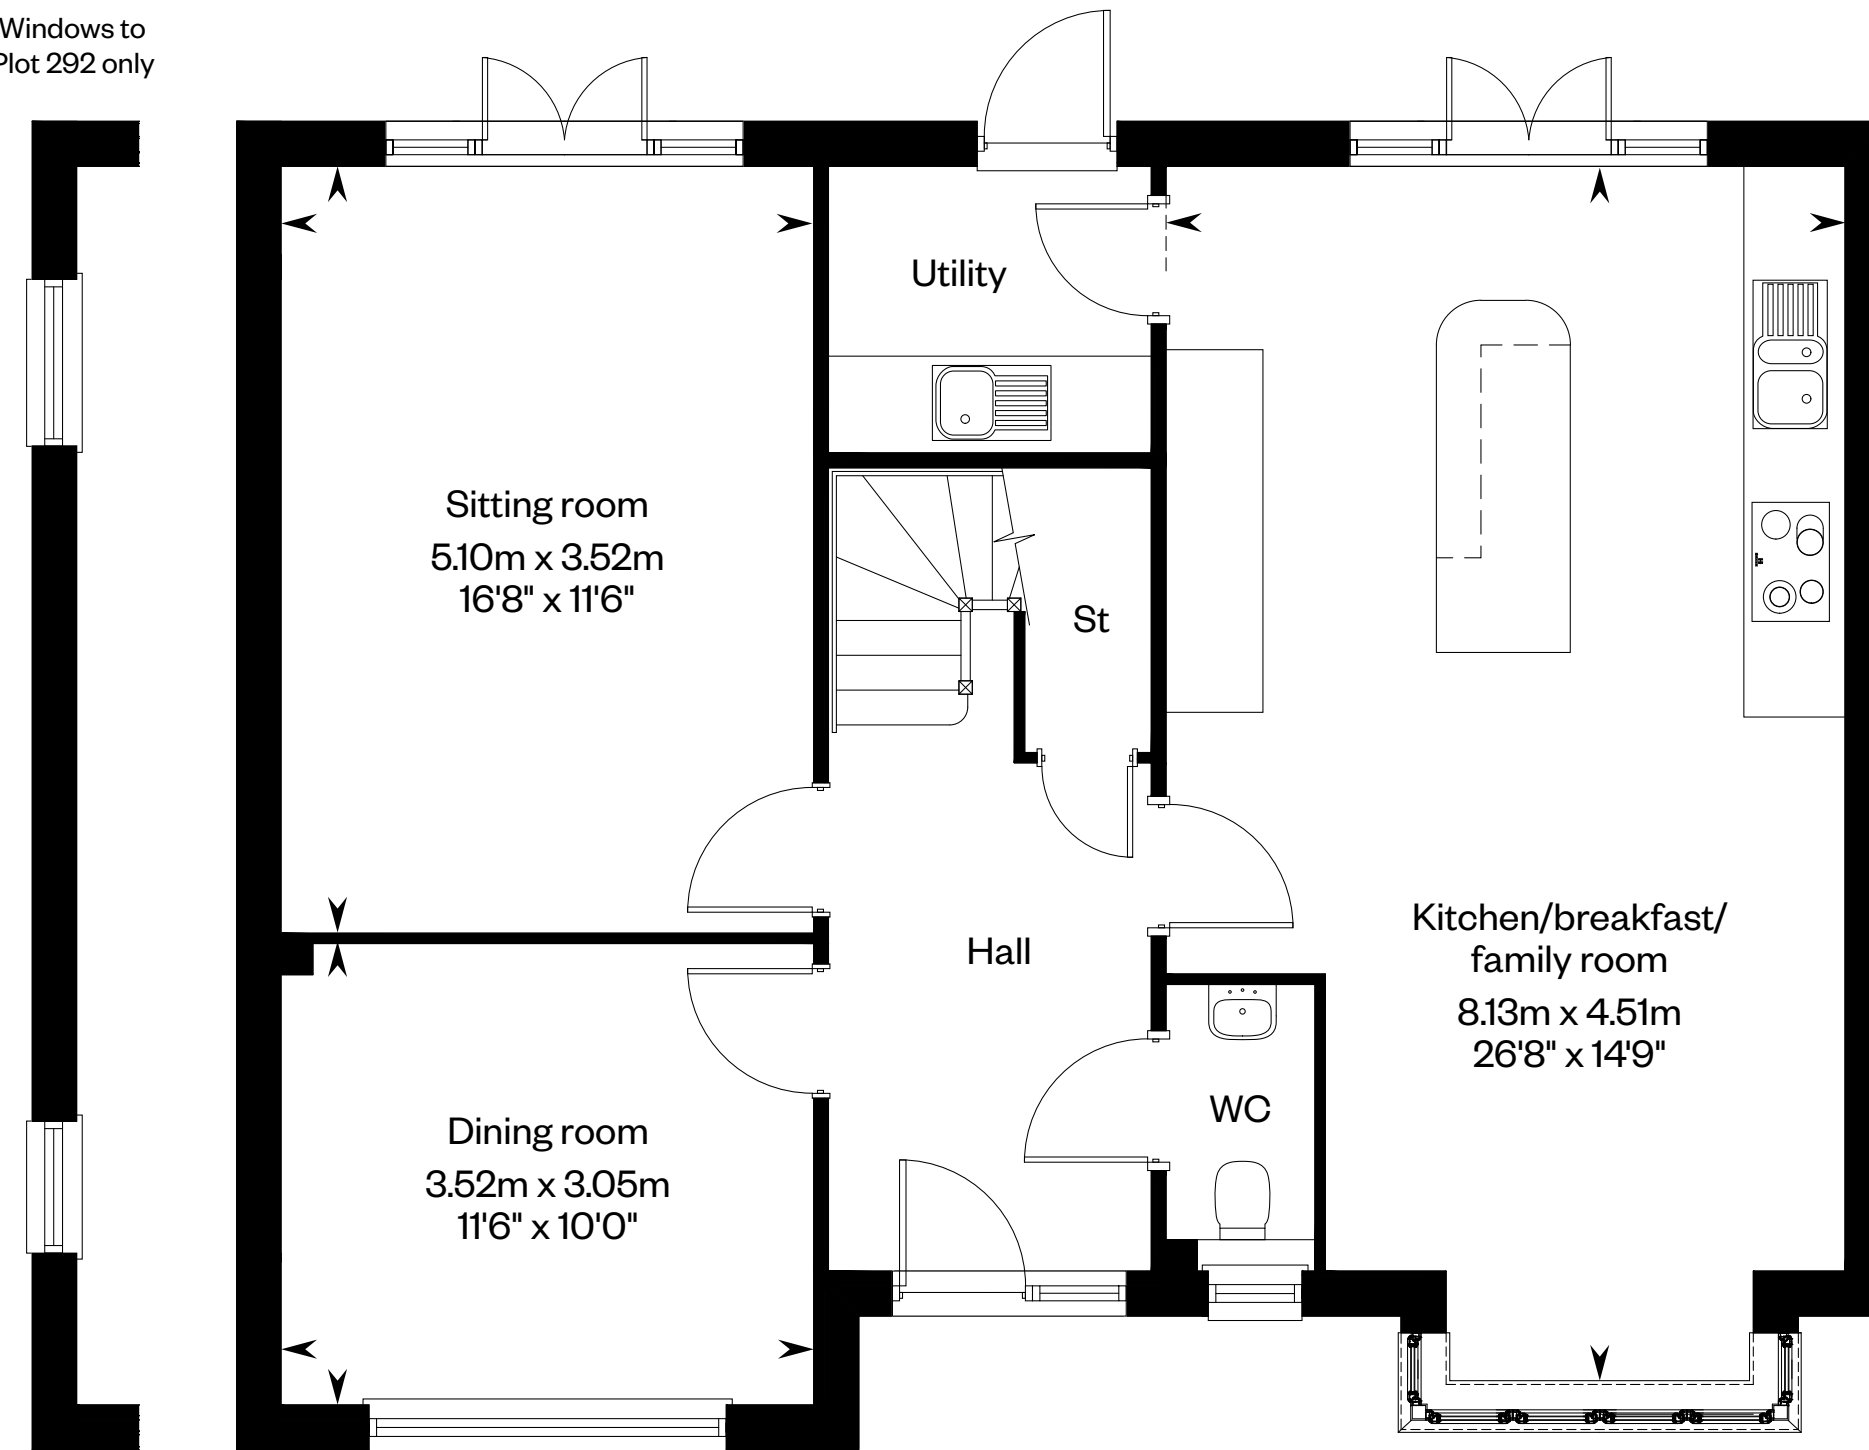 Windows to
Plot 292 only
Utility
Sitting room
5.10m x 3.52m
16'8" x 11'6"
St
Kitchen/breakfast/
family room
8.13m x 4.51m
26'8" x 14'9"
Hall
WC
Dining room
3.52m x 3.05m
11'6" x 10'0"